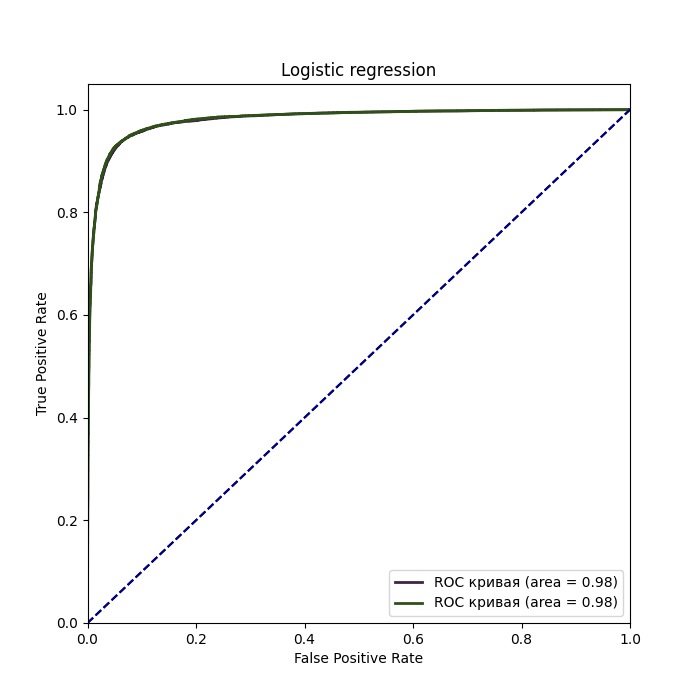 Logistic regression
True Positive Rate
1.0
0.8
0.6
0.4
0.2
0.0
ROC кривая (area = 0.98)
ROC кривая (area = 0.98)
0.0 0.2 0.4 0.6 0.8 1.0
False Positive Rate